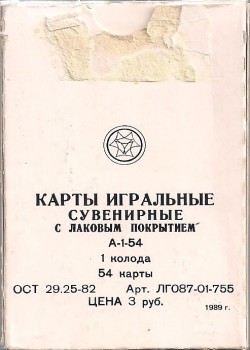 КАРТЫ ИГРАЛЬНЫЕ
СУВЕНИРНЫЕ
С ЛАКОВЫМ ПОКРЫТИЕМ
А-1-54
1 колода
54 карты
ОСТ 29.25-82 Арт. ЛГ087-01-755
ЦЕНА 3 руб.
1989 г.